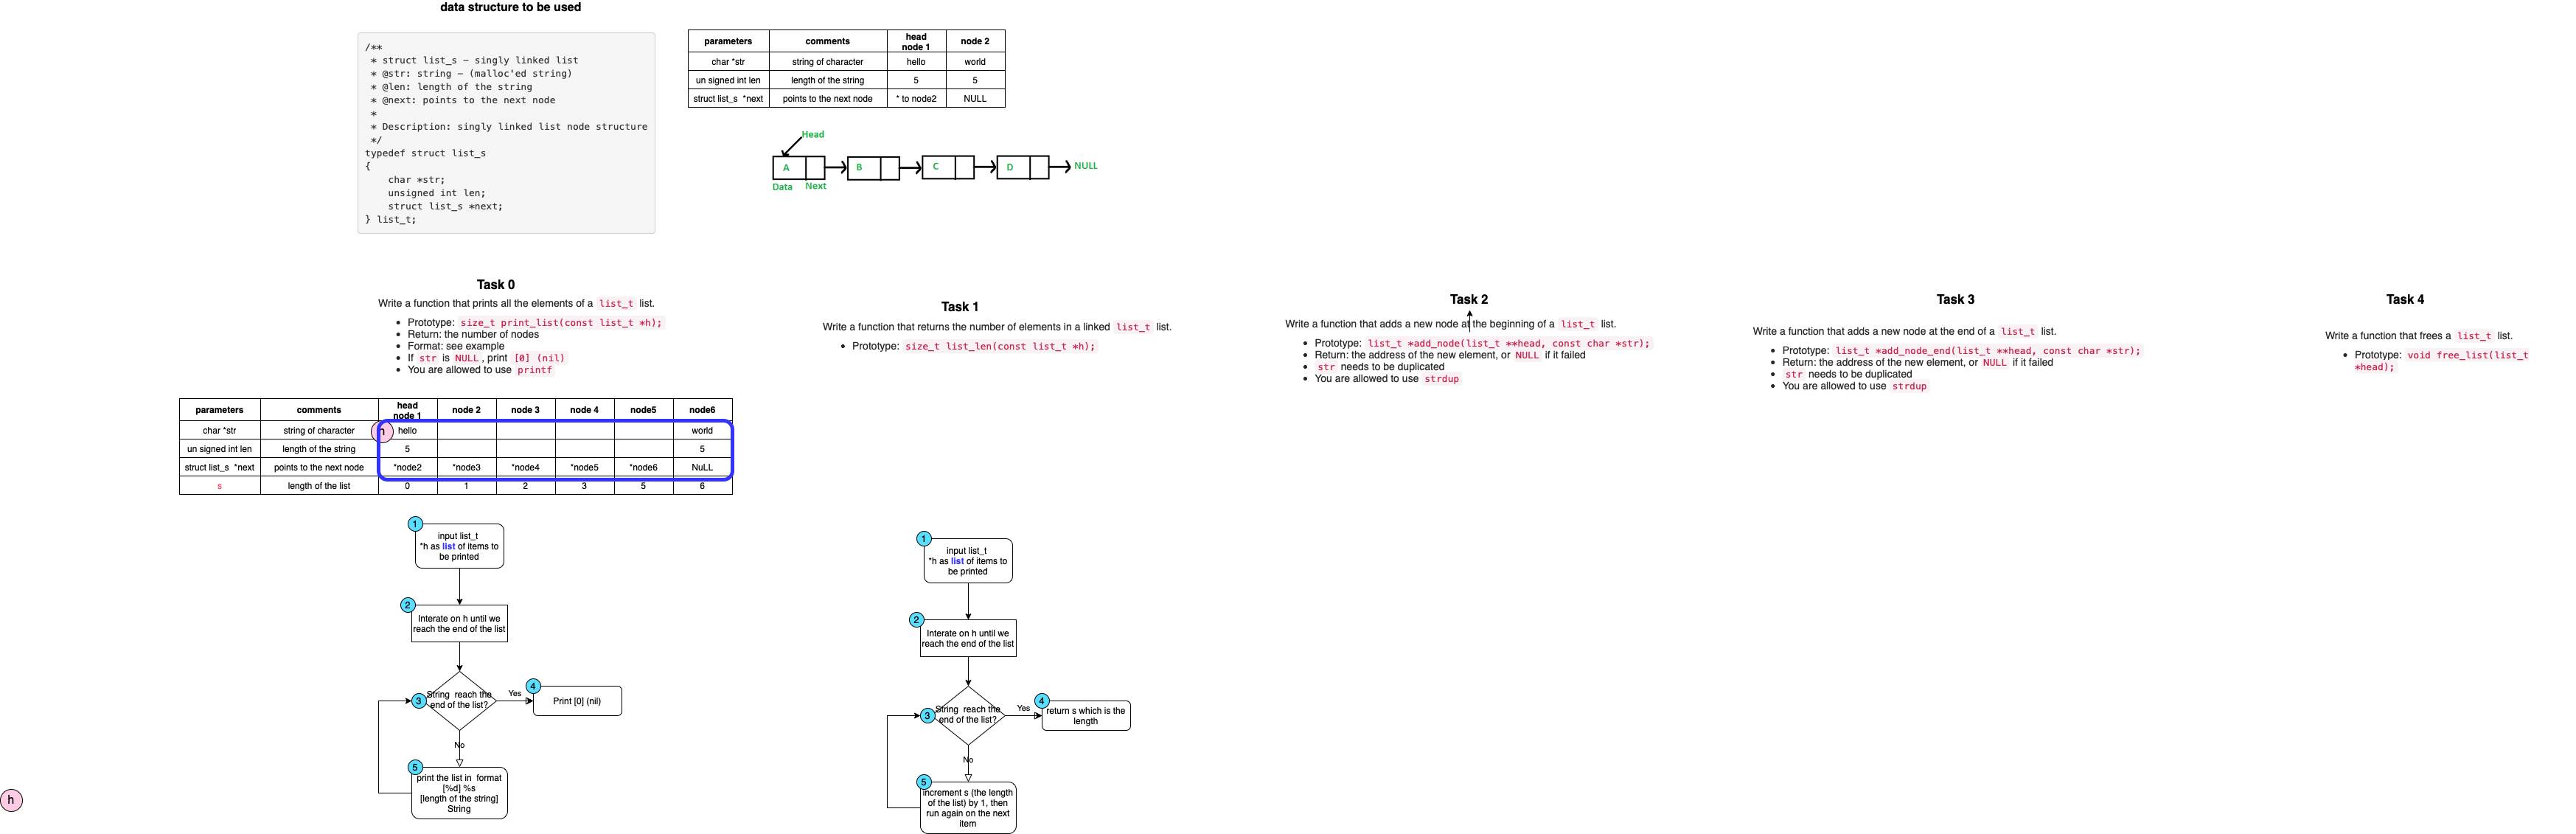 data structure to be used
/**
 * struct list_s - singly linked list
 * @str: string - (malloc'ed string)
 * @len: length of the string
 * @next: points to the next node
 *
 * Description: singly linked list node structure
 */
typedef struct list_s
{
    char *str;
    unsigned int len;
    struct list_s *next;
} list_t;
parameters comments head node 1 node 2
char *str string of character hello world
un signed int len length of the string 5 5
struct list_s *next points to the next node * to node2 NULL
Head
A B C D NULL
Data Next
Task 0
Write a function that prints all the elements of a list_t list.
• Prototype: size_t print_list(const list_t *h);
• Return: the number of nodes
• Format: see example
• If str is NULL, print [0] (nil)
• You are allowed to use printf
Task 1
Write a function that returns the number of elements in a linked list_t list.
• Prototype: size_t list_len(const list_t *h);
Task 2
Write a function that adds a new node at the beginning of a list_t list.
• Prototype: list_t *add_node(list_t **head, const char *str);
• Return: the address of the new element, or NULL if it failed
• str needs to be duplicated
• You are allowed to use strdup
Task 3
Write a function that adds a new node at the end of a list_t list.
• Prototype: list_t *add_node_end(list_t **head, const char *str);
• Return: the address of the new element, or NULL if it failed
• str needs to be duplicated
• You are allowed to use strdup
Task 4
Write a function that frees a list_t list.
• Prototype: void free_list(list_t
*head);
parameters comments head node 1 node 2 node 3 node 4 node5 node6
char *str string of character h hello world
un signed int len length of the string 5 5
struct list_s *next points to the next node *node2 *node3 *node4 *node5 *node6 NuLL
s length of the list 0 1 2 3 5 6
1
input list_t
*h as list of items to
be printed
2
Interate on h until we
reach the end of the list
3
String reach the
end of the list?
Yes
4
Print [0] (nil)
No
5
print the list in format
[%d] %s
[length of the string]
String
1
input list_t
*h as list of items to
be printed
2
Interate on h until we
reach the end of the list
3
String reach the
end of the list?
Yes
4
return s which is the
length
No
5
increment s (the length
of the list) by 1, then
run again on the next
item
h